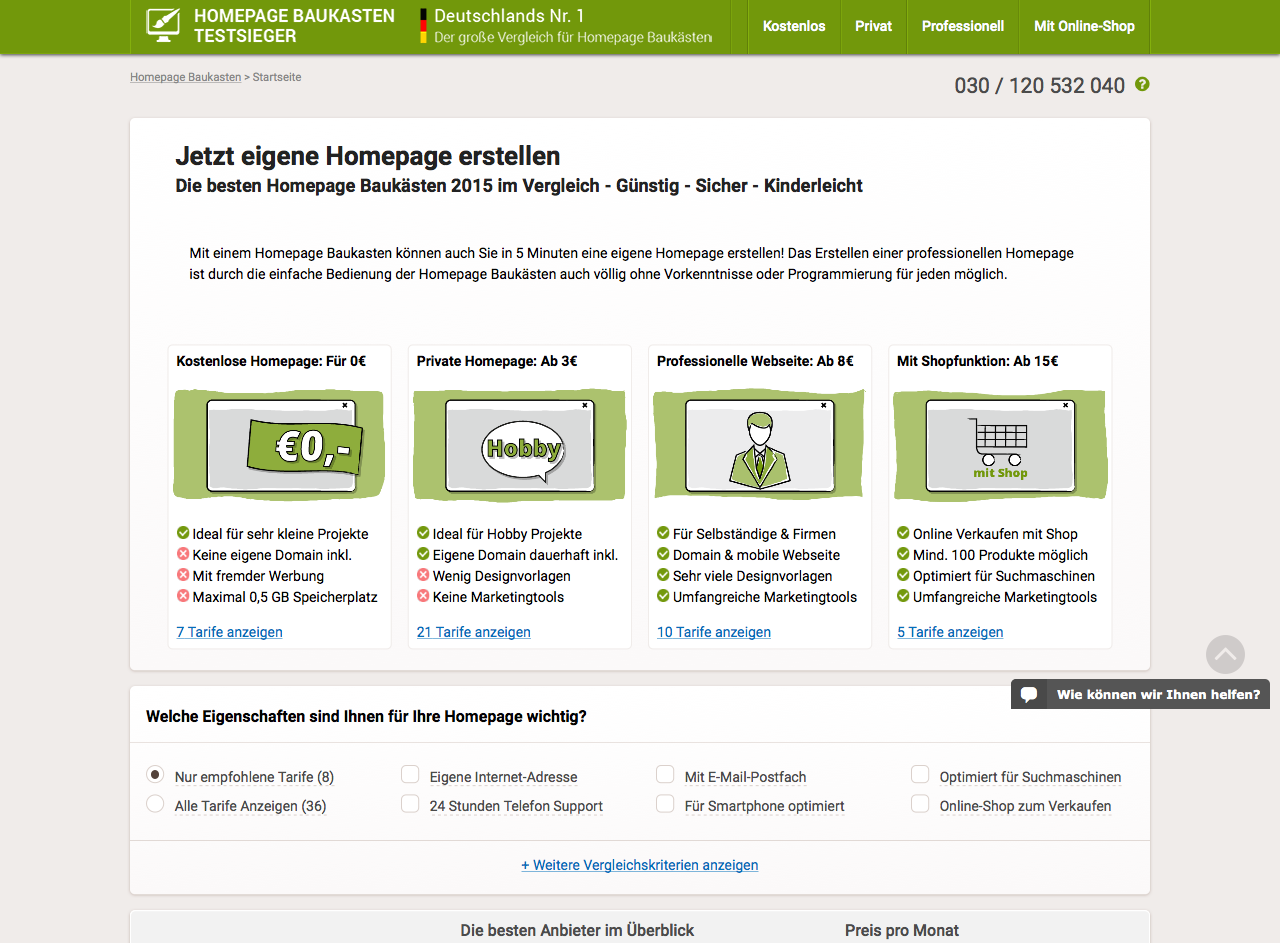 HOMEPAGE BAUKASTEN
TESTSIEGER
Deutschlands Nr. 1
Der große Vergleich für Homepage Baukästen
Kostenlos
Privat
Professionell
Mit Online-Shop
Homepage Baukasten > Startseite
030 / 120 532 040
?
Jetzt eigene Homepage erstellen
Die besten Homepage Baukästen 2015 im Vergleich - Günstig - Sicher - Kinderleicht
Mit einem Homepage Baukasten können auch Sie in 5 Minuten eine eigene Homepage erstellen! Das Erstellen einer professionellen Homepage
ist durch die einfache Bedienung der Homepage Baukästen auch völlig ohne Vorkenntnisse oder Programmierung für jeden möglich.
Kostenlose Homepage: Für 0€
€0,-
Ideal für sehr kleine Projekte
Keine eigene Domain inkl.
Mit fremder Werbung
Maximal 0,5 GB Speicherplatz
7 Tarife anzeigen
Private Homepage: Ab 3€
Hobby
Ideal für Hobby Projekte
Eigene Domain dauerhaft inkl.
Wenig Designvorlagen
Keine Marketingtools
21 Tarife anzeigen
Professionelle Webseite: Ab 8€
Für Selbständige & Firmen
Domain & mobile Webseite
Sehr viele Designvorlagen
Umfangreiche Marketingtools
10 Tarife anzeigen
Mit Shopfunktion: Ab 15€
mit Shop
Online Verkaufen mit Shop
Mind. 100 Produkte möglich
Optimiert für Suchmaschinen
Umfangreiche Marketingtools
5 Tarife anzeigen
Wie können wir Ihnen helfen?
Welche Eigenschaften sind Ihnen für Ihre Homepage wichtig?
Nur empfohlene Tarife (8)
Eigene Internet-Adresse
Mit E-Mail-Postfach
Optimiert für Suchmaschinen
Alle Tarife Anzeigen (36)
24 Stunden Telefon Support
Für Smartphone optimiert
Online-Shop zum Verkaufen
+ Weitere Vergleichskriterien anzeigen
Die besten Anbieter im Überblick
Preis pro Monat